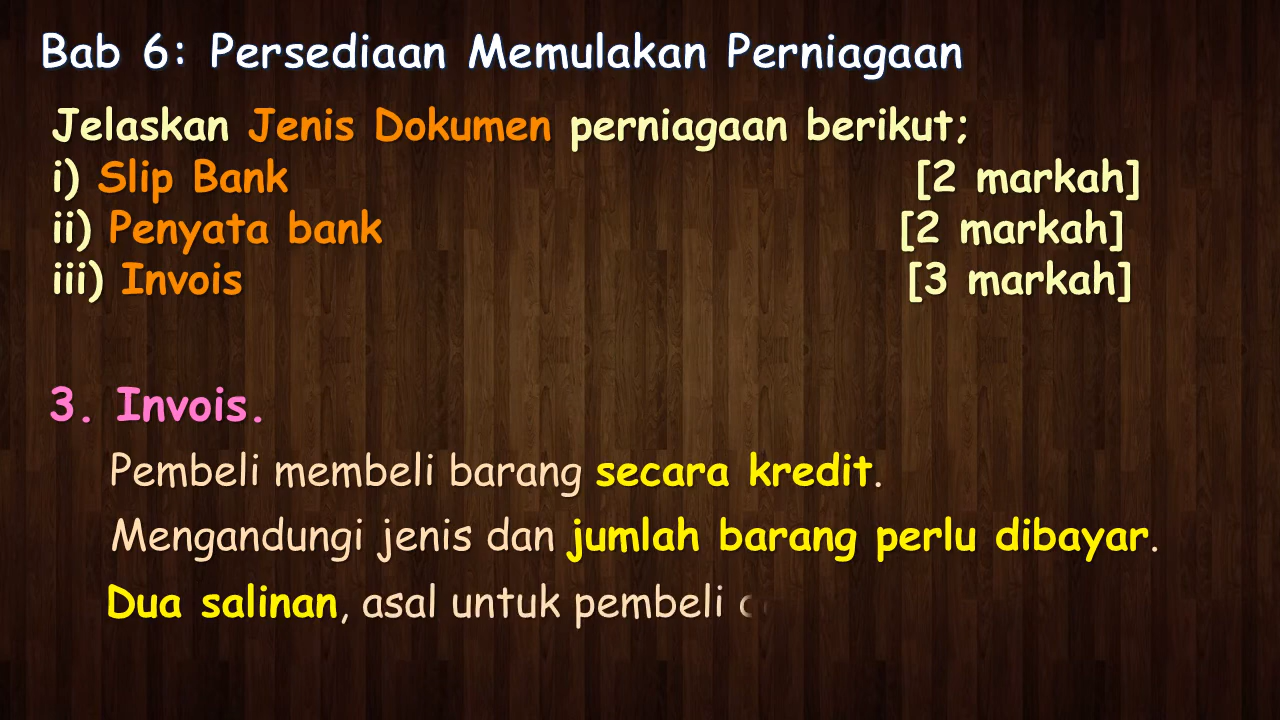 Bab 6: Persediaan Memulakan Perniagaan
Jelaskan Jenis Dokumen perniagaan berikut;
i) Slip Bank [2 markah]
ii) Penyata bank [2 markah]
iii) Invois [3 markah]
3. Invois.
Pembeli membeli barang secara kredit.
Mengandungi jenis dan jumlah barang perlu dibayar.
Dua salinan, asal untuk pembeli